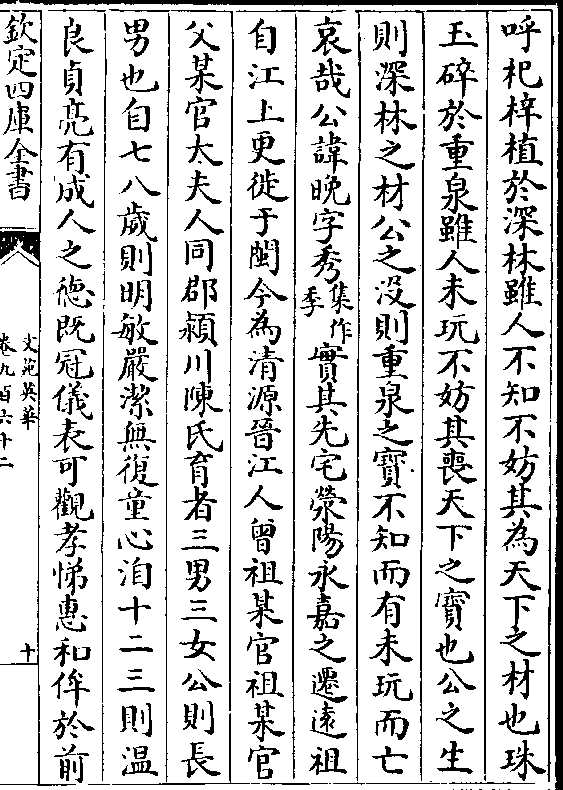 呼杞梓植於深林雖人不知不妨其為天下之材也珠
玉碎於重泉雖人未玩不妨其喪天下之寳也公之生
則深林之材公之没則重泉之寳不知而有未玩而亡
哀哉公諱晚字秀集作季實其先宅滎陽永嘉之遷逺祖
自江上更徙于閩今為清源晉江人曾祖某官祖某官
父某官太夫人同郡潁川陳氏育者三男三女公則長
男也自七八歲則明敏嚴潔無復童心洎十二三則温
良貞亮有成人之徳既冠儀表可觀孝悌惠和侔於前
欽定四庫全書
文苑英華
卷九百六十二
十